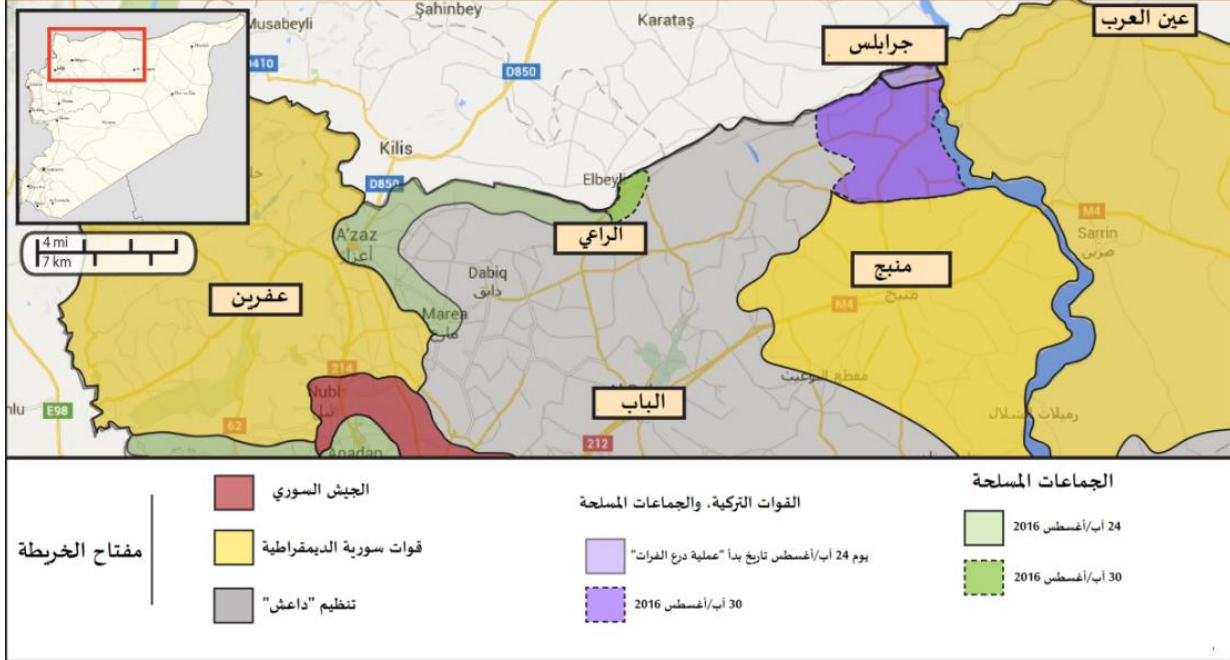 Şahinbey
Musabeyli
Karataş
عين العرب
جرابلس
D410
D850
Kilis
D850
Elbeyli
4 mi
7 km
A'zaz
أعزاز
الراعي
M4
Sarrin
صرين
Dabiq
دابق
منبج
عفرين
M4
منبج
Marea
مارع
214
Nubl
نبل
الباب
E98
62
Anadan
212
الجماعات المسلحة
24 آب/أغسطس 2016
30 آب/أغسطس 2016
القوات التركية، والجماعات المسلحة
يوم 24 آب/أغسطس تاريخ بدأ "عملية درع الفرات"
30 آب/أغسطس 2016
الجيش السوري
قوات سورية الديمقراطية
تنظيم "داعش"
مفتاح الخريطة